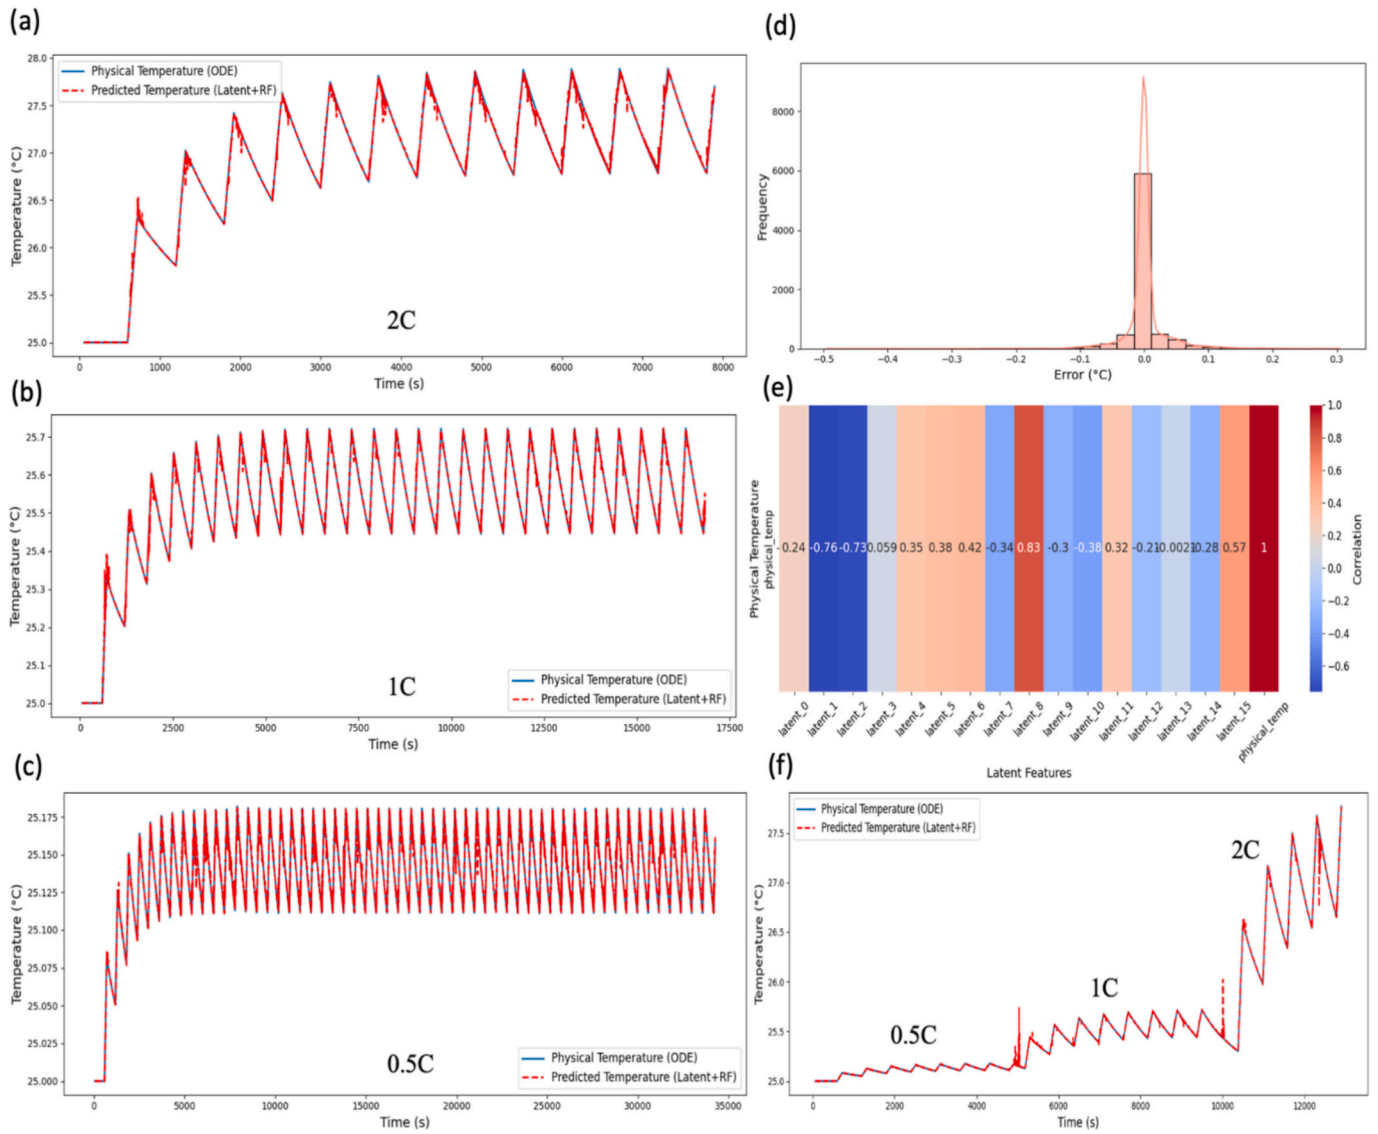 (a)
28.0
27.5
27.0
26.5
26.0
25.5
25.0
Temperature (°C)
Physical Temperature (ODE)
Predicted Temperature (Latent+RF)
2C
0 1000 2000 3000 4000 5000 6000 7000 8000
Time (s)
(b)
25.7
25.6
25.5
25.4
25.3
25.2
25.1
25.0
Temperature (°C)
1C
Physical Temperature (ODE)
Predicted Temperature (Latent+RF)
0 2500 5000 7500 10000 12500 15000 17500
Time (s)
(c)
25.175
25.150
25.125
25.100
25.075
25.050
25.025
25.000
Temperature (°C)
0.5C
Physical Temperature (ODE)
Predicted Temperature (Latent+RF)
0 5000 10000 15000 20000 25000 30000 35000
Time (s)
(d)
8000
6000
4000
2000
0
Frequency
−0.5 −0.4 −0.3 −0.2 −0.1 0.0 0.1 0.2 0.3
Error (°C)
(e)
Physical Temperature
physical_temp
0.24 -0.76 -0.73 0.059 0.35 0.38 0.42 -0.34 0.83 -0.3 -0.38 0.32 -0.21 -0.28 0.57 1
latent_0 latent_1 latent_2 latent_3 latent_4 latent_5 latent_6 latent_7 latent_8 latent_9 latent_10 latent_11 latent_12 latent_13 latent_14 latent_15 physical_temp
Latent Features
1.0
0.8
0.6
0.4
0.2
0.0
−0.2
−0.4
−0.6
Correlation
(f)
Physical Temperature (ODE)
Predicted Temperature (Latent+RF)
27.5
27.0
26.5
26.0
25.5
25.0
Temperature (°C)
0.5C
1C
2C
0 2000 4000 6000 8000 10000 12000
Time (s)